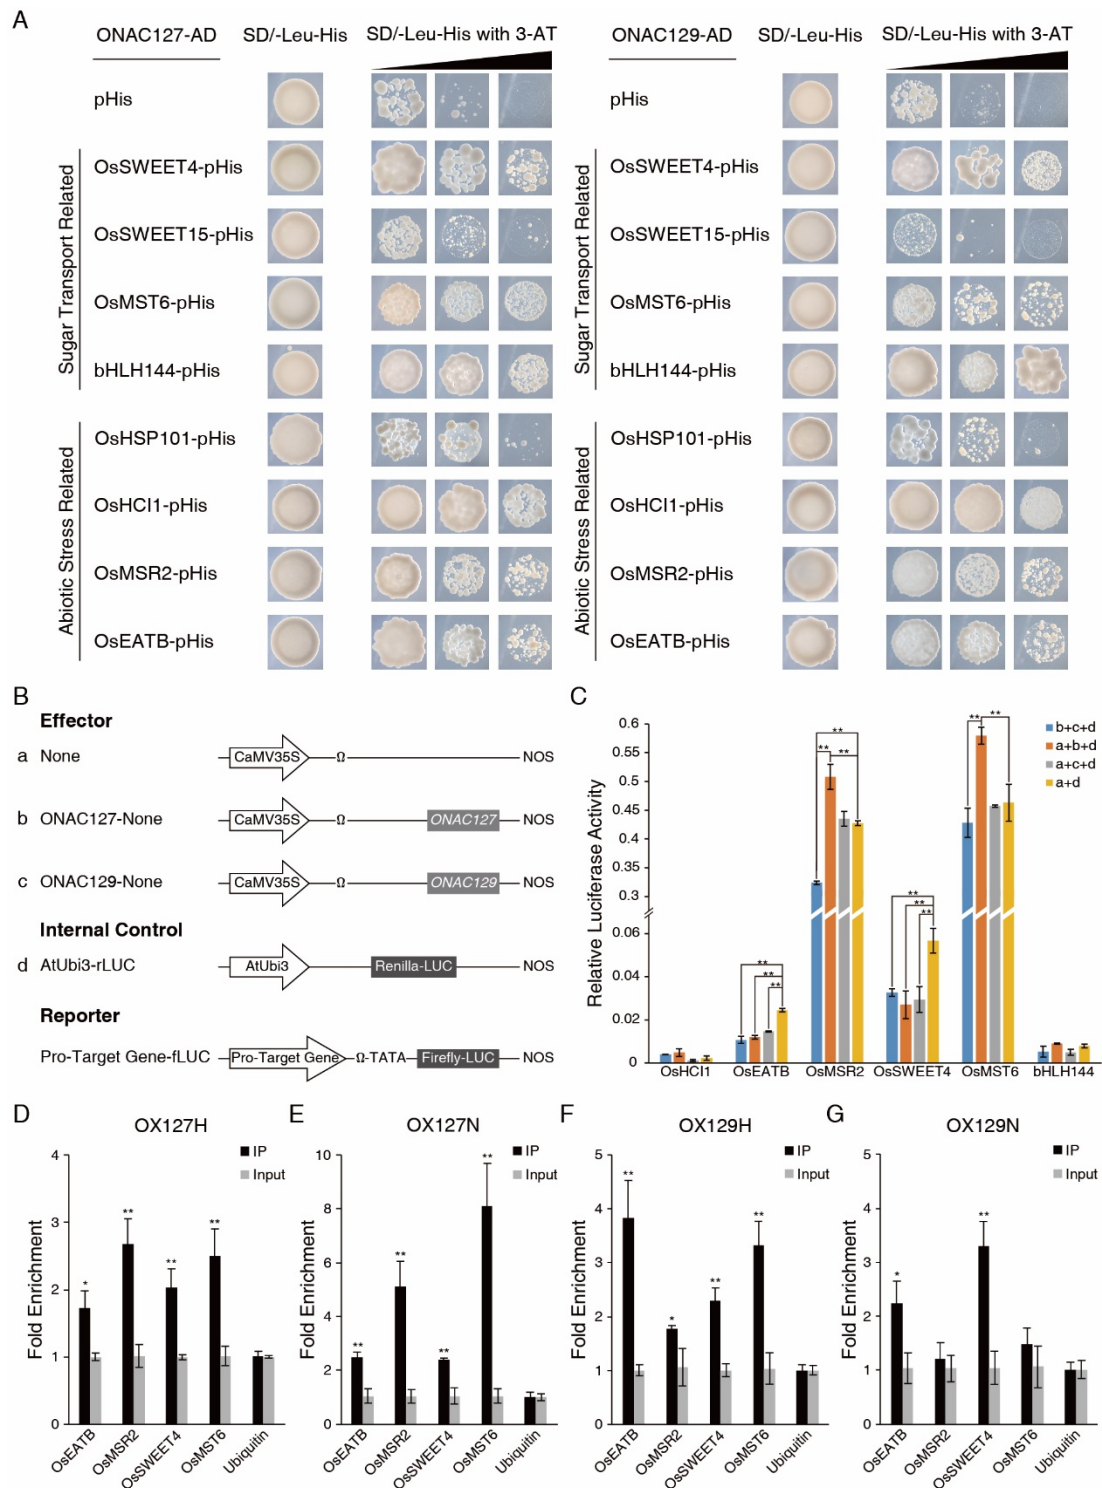 A
ONAC127-AD SD/-Leu-His SD/-Leu-His with 3-AT ONAC129-AD SD/-Leu-His SD/-Leu-His with 3-AT
pHis pHis
Sugar Transport Related Sugar Transport Related
OsSWEET4-pHis OsSWEET4-pHis
OsSWEET15-pHis OsSWEET15-pHis
OsMST6-pHis OsMST6-pHis
bHLH144-pHis bHLH144-pHis
Abiotic Stress Related Abiotic Stress Related
OsHSP101-pHis OsHSP101-pHis
OsHCI1-pHis OsHCI1-pHis
OsMSR2-pHis OsMSR2-pHis
OsEATB-pHis OsEATB-pHis
B
Effector
a None CaMV35S Ω NOS
b ONAC127-None CaMV35S Ω ONAC127 NOS
c ONAC129-None CaMV35S Ω ONAC129 NOS
Internal Control
d AtUbi3-rLUC AtUbi3 Renilla-LUC NOS
Reporter
Pro-Target Gene-fLUC Pro-Target Gene Ω-TATA Firefly-LUC NOS
C
Relative Luciferase Activity
0.6
0.55
0.5
0.45
0.4
0.35
0.3
0.06
0.04
0.02
0
b+c+d
a+b+d
a+c+d
a+d
** ** **
** **
** ** **
** ** **
OsHCI1 OsEATB OsMSR2 OsSWEET4 OsMST6 bHLH144
D
OX127H
IP
Input
Fold Enrichment
4
3
2
1
0
* ** ** **
OsEATB OsMSR2 OsSWEET4 OsMST6 Ubiquitin
E
OX127N
IP
Input
Fold Enrichment
10
8
6
4
2
0
** ** ** **
OsEATB OsMSR2 OsSWEET4 OsMST6 Ubiquitin
F
OX129H
IP
Input
Fold Enrichment
5
4
3
2
1
0
** * ** **
OsEATB OsMSR2 OsSWEET4 OsMST6 Ubiquitin
G
OX129N
IP
Input
Fold Enrichment
5
4
3
2
1
0
* **
OsEATB OsMSR2 OsSWEET4 OsMST6 Ubiquitin